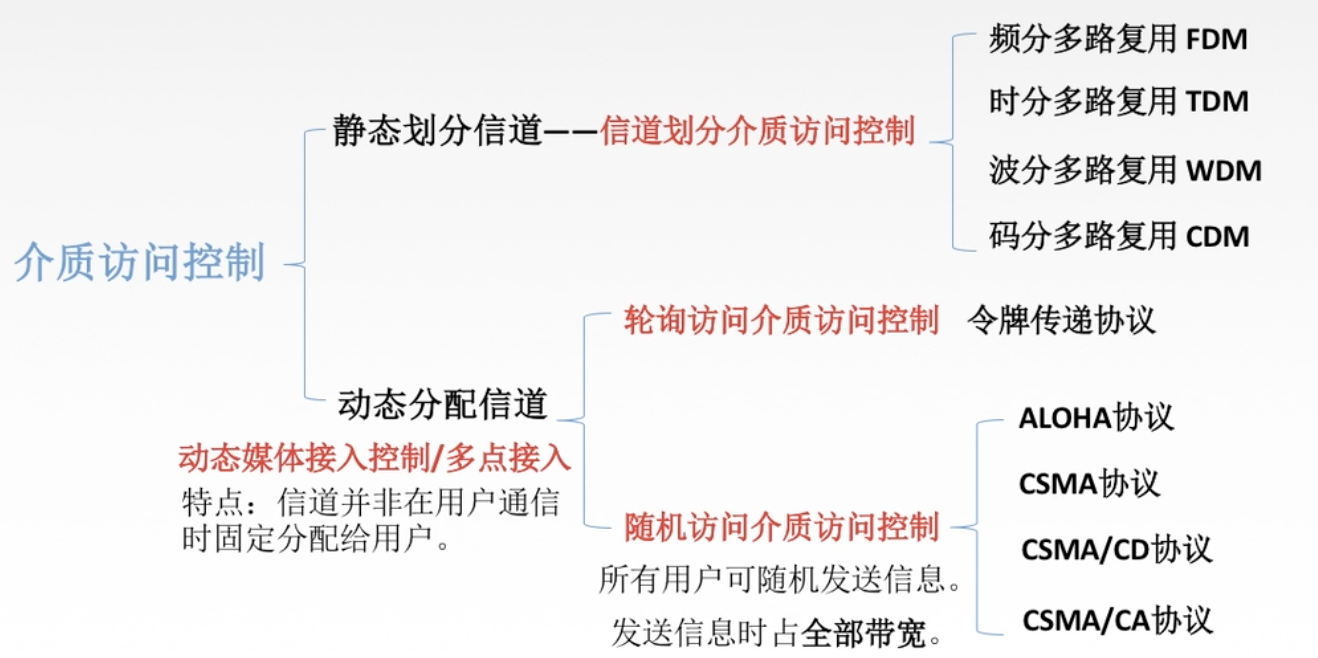 介质访问控制
静态划分信道——信道划分介质访问控制
频分多路复用 FDM
时分多路复用 TDM
波分多路复用 WDM
码分多路复用 CDM
动态分配信道
动态媒体接入控制/多点接入
特点：信道并非在用户通信
时固定分配给用户。
轮询访问介质访问控制 令牌传递协议
随机访问介质访问控制
所有用户可随机发送信息。
发送信息时占全部带宽。
ALOHA协议
CSMA协议
CSMA/CD协议
CSMA/CA协议